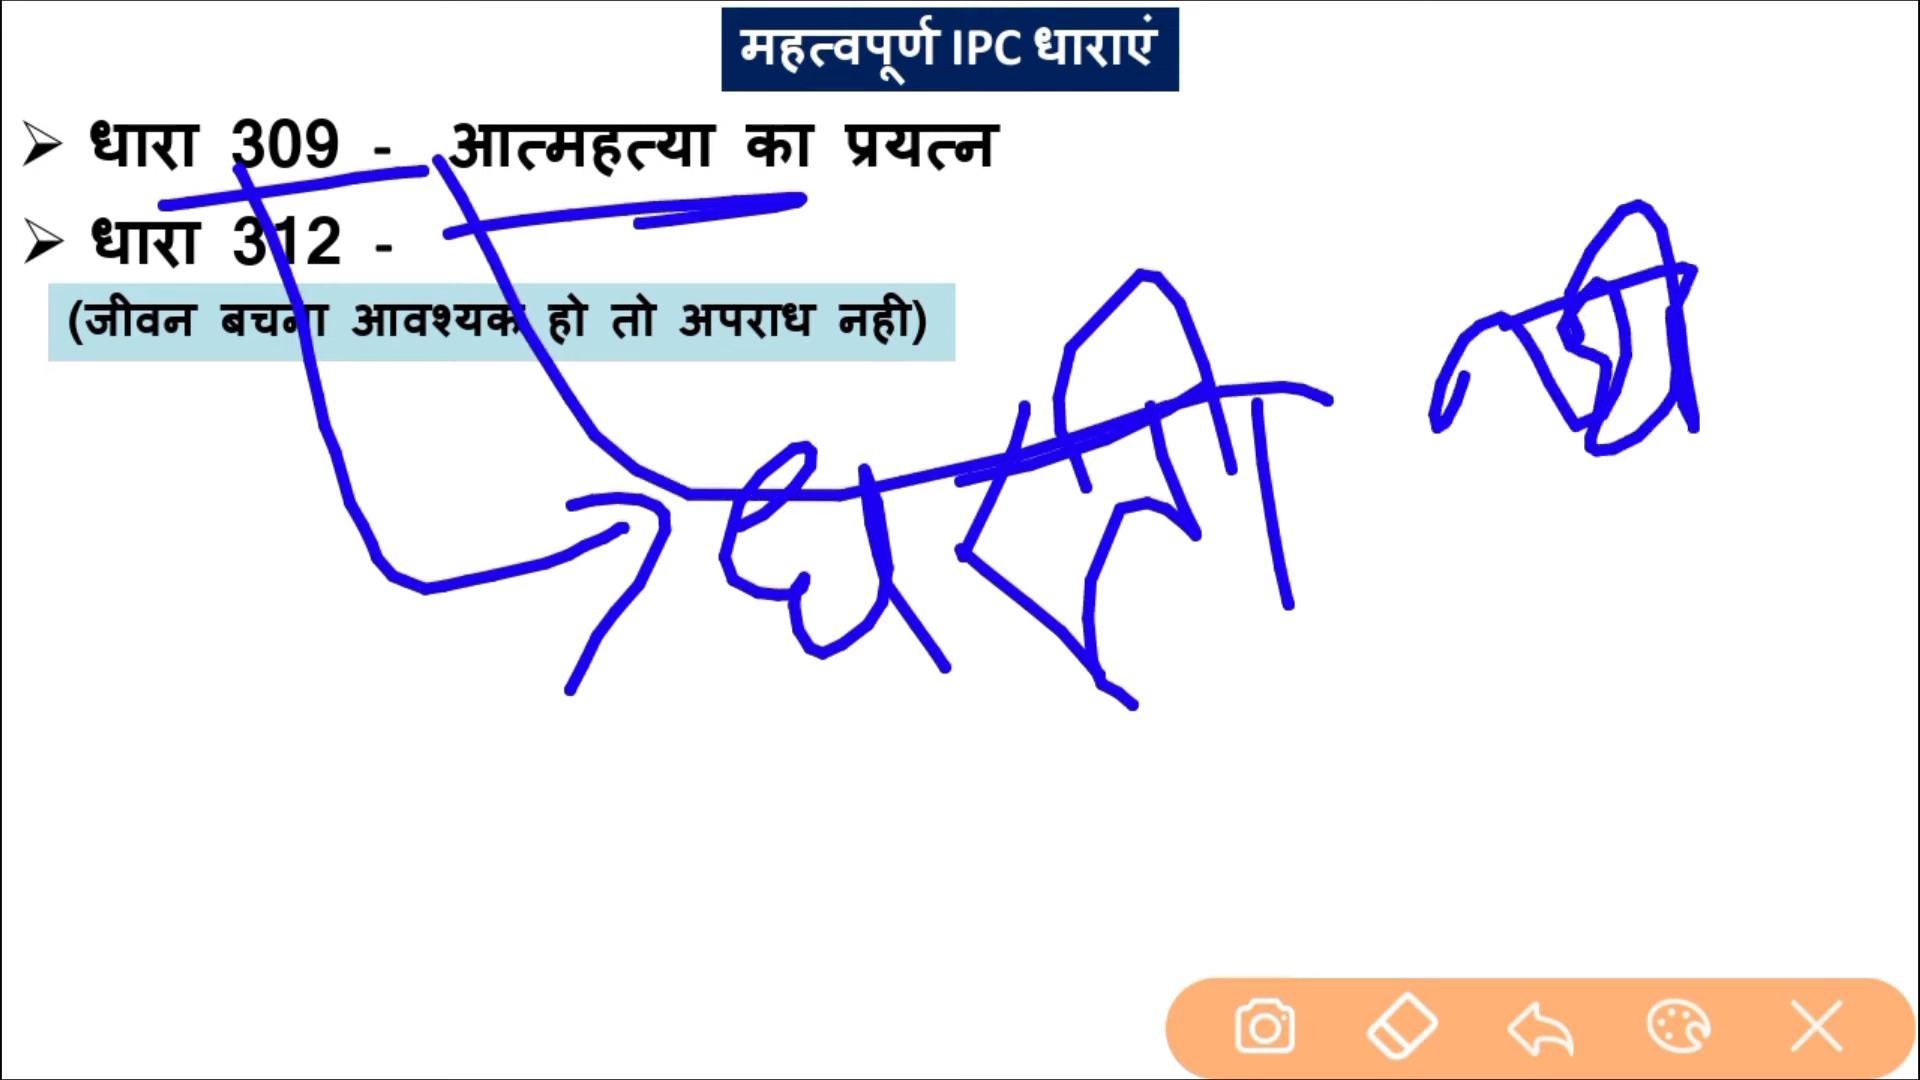 महत्वपूर्ण IPC धाराएं
➢ धारा 309 - आत्महत्या का प्रयत्न
➢ धारा 312 -
(जीवन बचना आवश्यक हो तो अपराध नही)